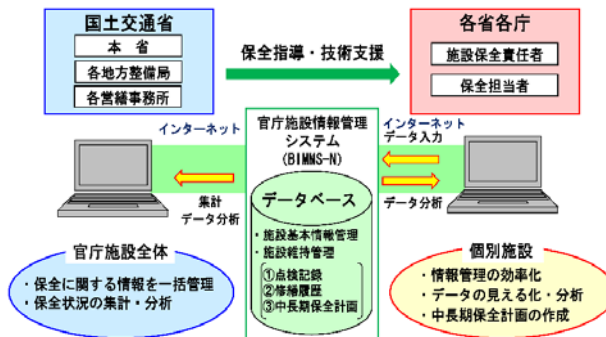 国土交通省
本　省
各地方整備局
各営繕事務所
保全指導・技術支援
各省各庁
施設保全責任者
保全担当者
インターネット
官庁施設情報管理
システム
(BIMMS-N)
インターネット
データ入力
集計
データ分析
データ分析
データベース
・施設基本情報管理
・施設維持管理
①点検記録
②修繕履歴
③中長期保全計画
官庁施設全体
・保全に関する情報を一括管理
・保全状況の集計・分析
個別施設
・情報管理の効率化
・データの見える化・分析
・中長期保全計画の作成